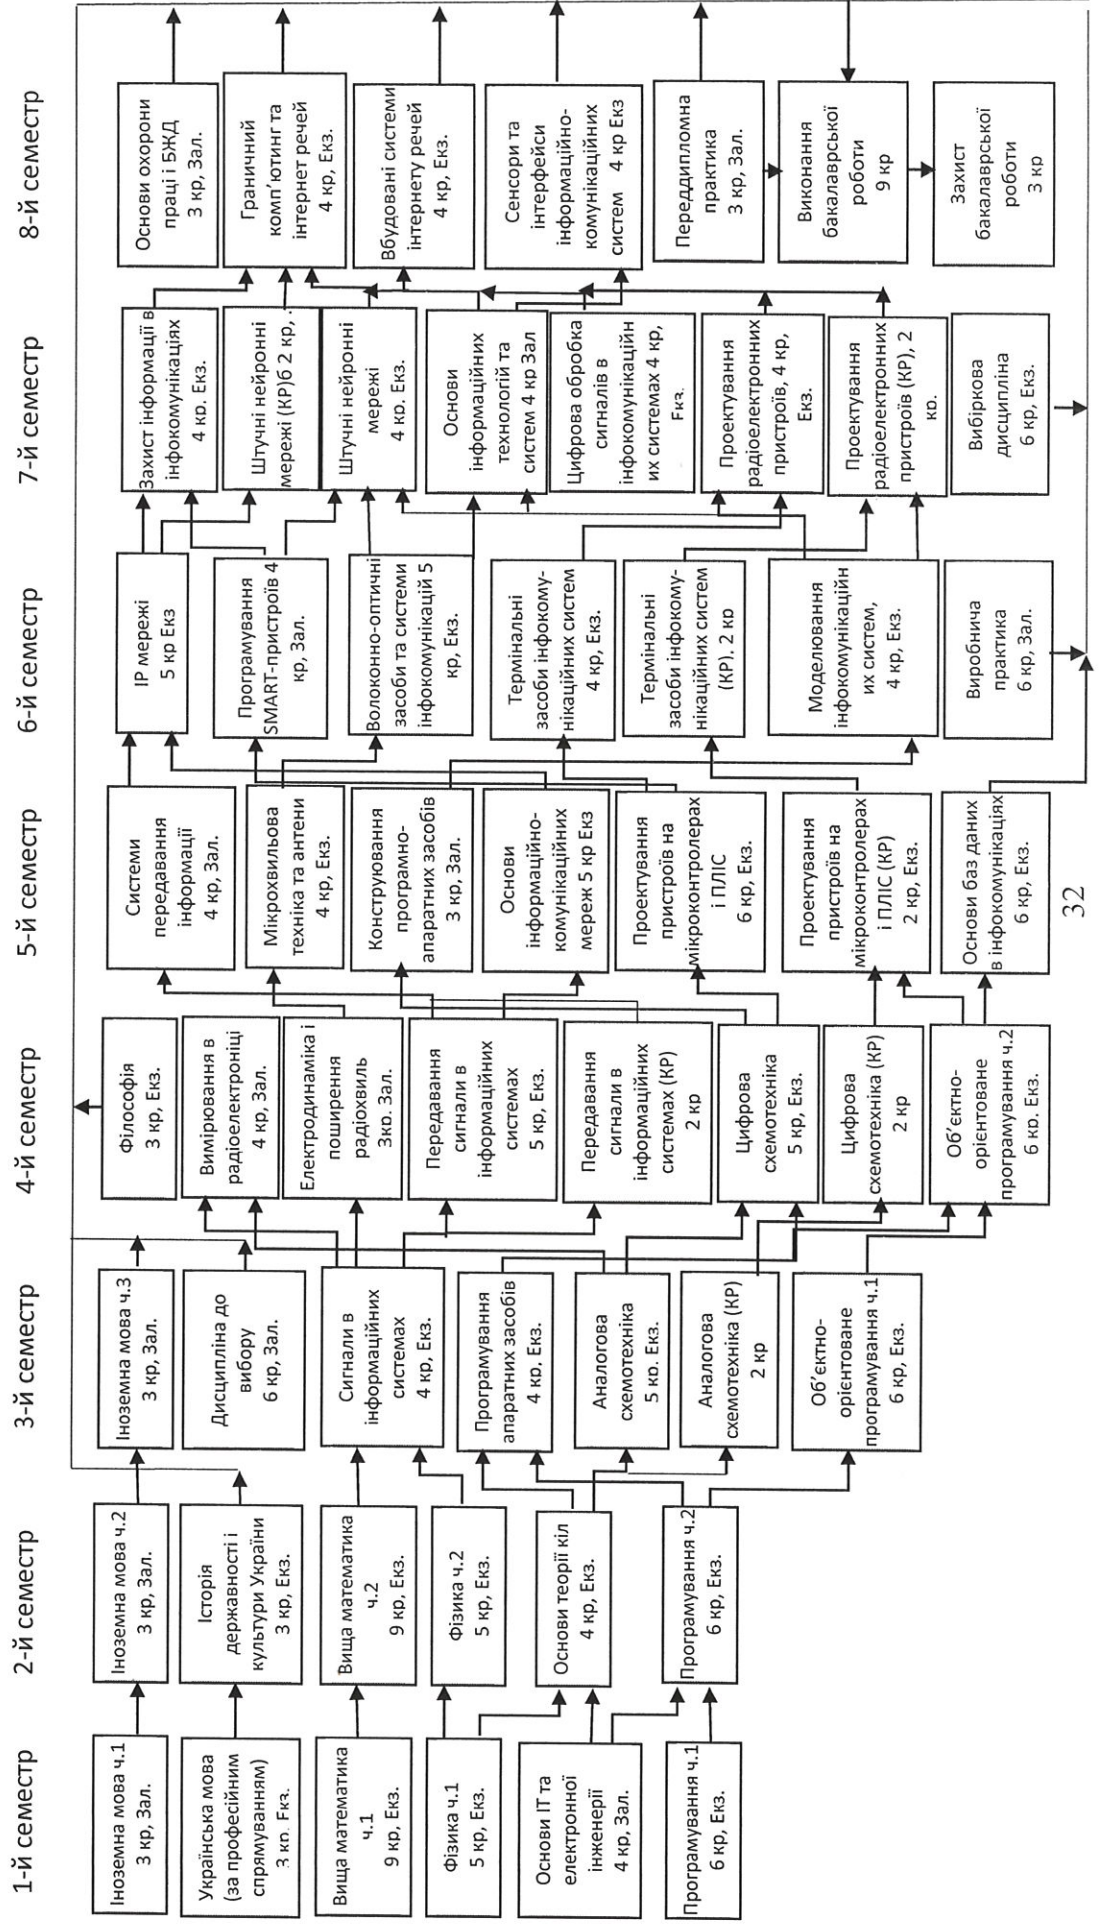 1-й семестр
Іноземна мова ч.1
3 кр, Зал.
Українська мова
(за професійним
спрямуванням)
3 кр. Екз.
Вища математика
ч.1
9 кр, Екз.
Фізика ч.1
5 кр, Екз.
Основи ІТ та
електронної
інженерії
4 кр, Зал.
Програмування ч.1
6 кр, Екз.
2-й семестр
Іноземна мова ч.2
3 кр, Зал.
Історія
державності і
культури України
3 кр, Екз.
Вища математика
ч.2
9 кр, Екз.
Фізика ч.2
5 кр, Екз.
Основи теорії кіл
4 кр, Екз.
Програмування ч.2
6 кр, Екз.
3-й семестр
Іноземна мова ч.3
3 кр, Зал.
Дисципліна до
вибору
6 кр, Зал.
Сигнали в
інформаційних
системах
4 кр, Екз.
Програмування
апаратних засобів
4 кр. Екз.
Аналогова
схемотехніка
5 кр. Екз.
Аналогова
схемотехніка (КР)
2 кр
Об'єктно-
орієнтоване
програмування ч.1
6 кр, Екз.
4-й семестр
Філософія
3 кр, Екз.
Вимірювання в
радіоелектроніці
4 кр, Зал.
Електродинаміка і
поширення
радіохвиль
3кр. Зал.
Передавання
сигнали в
інформаційних
системах
5 кр, Екз.
Передавання
сигнали в
інформаційних
системах (КР)
2 кр
Цифрова
схемотехніка
5 кр, Екз.
Цифрова
схемотехніка (КР)
2 кр
Об'єктно-
орієнтоване
програмування ч.2
6 кр. Екз.
5-й семестр
Системи
передавання
інформації
4 кр, Зал.
Мікрохвильова
техніка та антени
4 кр, Екз.
Конструювання
програмно-
апаратних засобів
3 кр, Зал.
Основи
інформаційно-
комунікаційних
мереж 5 кр Екз
Проектування
пристроїв на
мікроконтролерах
і ПЛІС
6 кр, Екз.
Проектування
пристроїв на
мікроконтролерах
і ПЛІС (КР)
2 кр, Екз.
Основи баз даних
в інфокомунікаціях
6 кр, Екз.
6-й семестр
ІР мережі
5 кр Екз
Програмування
SMART-пристроїв 4
кр, Зал.
Волоконно-оптичні
засоби та системи
інфокомунікацій 5
кр, Екз.
Термінальні
засоби інфокому-
нікаційних систем
4 кр, Екз.
Термінальні
засоби інфокому-
нікаційних систем
(КР). 2 кр
Моделювання
інфокомунікаційн
их систем,
4 кр, Екз.
Виробнича
практика
6 кр, Зал.
7-й семестр
Захист інформації в
інфокомунікаціях
4 кр. Екз.
Штучні нейронні
мережі (КР)б 2 кр, .
Штучні нейронні
мережі
4 кр. Екз.
Основи
інформаційних
технологій та
систем 4 кр Зал
Цифрова обробка
сигналів в
інфокомунікаційн
их системах 4 кр,
Екз.
Проектування
радіоелектронних
пристроїв, 4 кр,
Екз.
Проектування
радіоелектронних
пристроїв (КР), 2
кр.
Вибіркова
дисципліна
6 кр, Екз.
8-й семестр
Основи охорони
праці і БЖД
3 кр, Зал.
Граничний
комп'ютинг та
інтернет речей
4 кр, Екз.
Вбудовані системи
інтернету речей
4 кр, Екз.
Сенсори та
інтерфейси
інформаційно-
комунікаційних
систем 4 кр Екз
Переддипломна
практика
3 кр, Зал.
Виконання
бакалаврської
роботи
9 кр
Захист
бакалаврської
роботи
3 кр
32